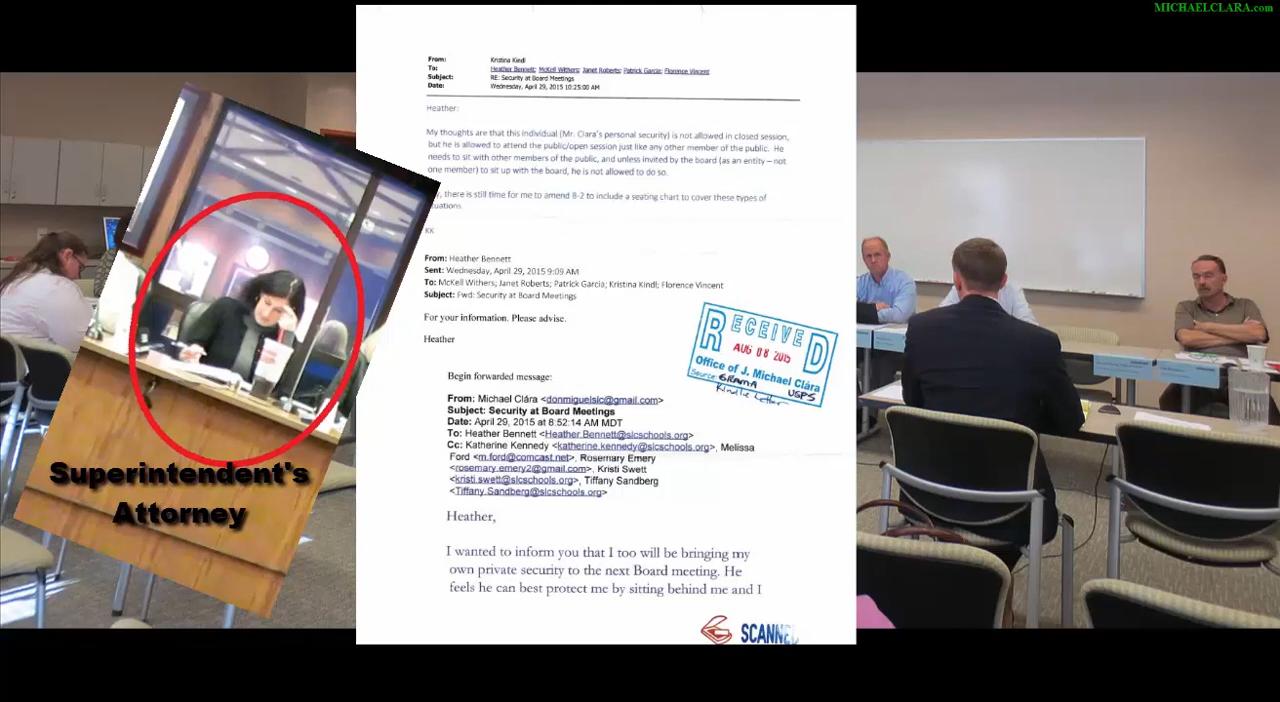 MICHAELCLARA.com
From: Kristina Kindl
To: Heather Bennett; McKell Withers; Janet Roberts; Patrick Garcia; Florence Vincent
Subject: RE: Security at Board Meetings
Date: Wednesday, April 29, 2015 10:25:00 AM
Heather:
My thoughts are that this individual (Mr. Clara's personal security) is not allowed in closed session,
but he is allowed to attend the public/open session just like any other member of the public. He
needs to sit with other members of the public, and unless invited by the board (as an entity – not
one member) to sit up with the board, he is not allowed to do so.
there is still time for me to amend B-2 to include a seating chart to cover these types of
uations.
KK
From: Heather Bennett
Sent: Wednesday, April 29, 2015 9:09 AM
To: McKell Withers; Janet Roberts; Patrick Garcia; Kristina Kindl; Florence Vincent
Subject: Fwd: Security at Board Meetings
For your information. Please advise.
Heather
RECEIVED
AUG 08 2015
Office of J. Michael Clára
Source: GRAMA USPS
Begin forwarded message:
From: Michael Clára <donmiguelslc@gmail.com>
Subject: Security at Board Meetings
Date: April 29, 2015 at 8:52:14 AM MDT
To: Heather Bennett <Heather.Bennett@slcschools.org>
Cc: Katherine Kennedy <katherine.kennedy@slcschools.org>, Melissa
Ford <m.ford@comcast.net>, Rosemary Emery
<rosemary.emery2@gmail.com>, Kristi Swett
<kristi.swett@slcschools.org>, Tiffany Sandberg
<Tiffany.Sandberg@slcschools.org>
Heather,
I wanted to inform you that I too will be bringing my
own private security to the next Board meeting. He
feels he can best protect me by sitting behind me and I
SCANNED
Superintendent's
Attorney